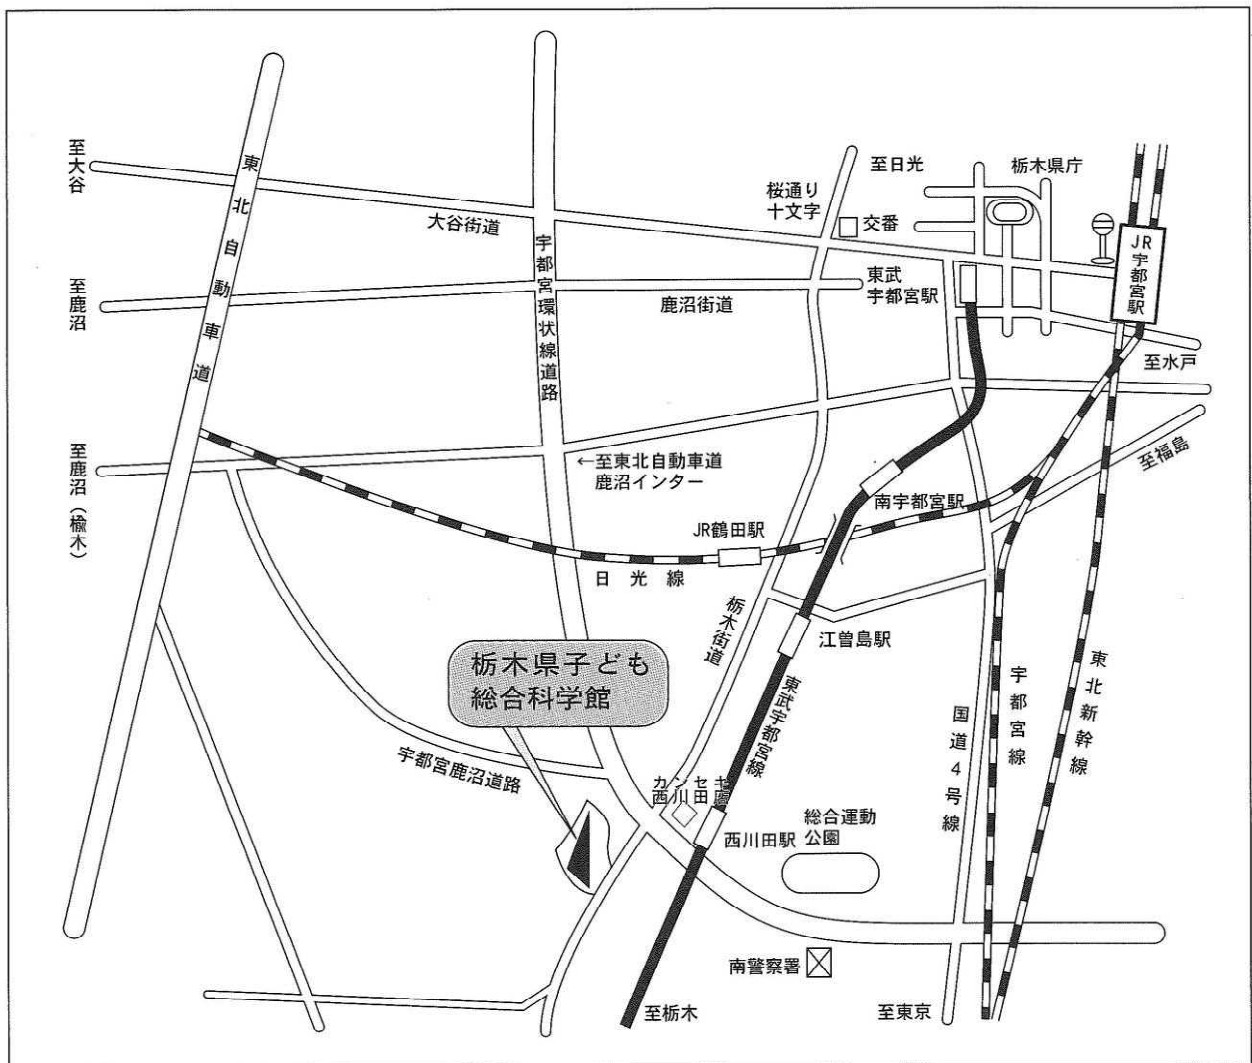 至大谷
東北自動車道
大谷街道
宇都宮環状線道路
桜通り
十文字
至日光
交番
栃木県庁
JR
宇都宮駅
東武
宇都宮駅
至鹿沼
鹿沼街道
至水戸
至鹿沼(楡木)
←至東北自動車道
鹿沼インター
至福島
南宇都宮駅
JR鶴田駅
日光線
栃木街道
江曽島駅
栃木県子ども
総合科学館
東武宇都宮線
国道4号線
宇都宮線
東北新幹線
宇都宮鹿沼道路
カンセキ
西川田店
西川田駅
総合運動
公園
南警察署
至栃木
至東京